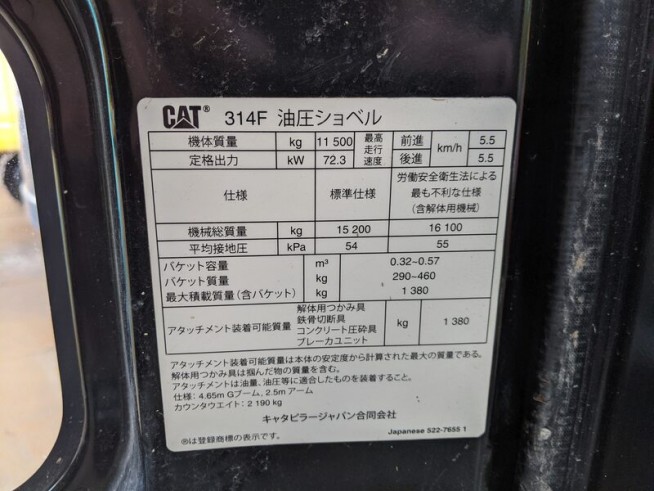 CAT® 314F 油圧ショベル
機体質量 kg 11 500 最高走行速度 前進 km/h 5.5
定格出力 kW 72.3 後進 5.5
仕様 標準仕様 労働安全衛生法による最も不利な仕様(含解体用機械)
機械総質量 kg 15 200 16 100
平均接地圧 kPa 54 55
バケット容量 m³ 0.32-0.57
バケット質量 kg 290-460
最大積載質量(含バケット) kg 1 380
アタッチメント装着可能質量 解体用つかみ具 鉄骨切断具 コンクリート圧砕具 ブレーカユニット kg 1 380
アタッチメント装着可能質量は本体の安定度から計算された最大の質量である。
解体用つかみ具は掴んだ物の質量を含む。
アタッチメントは油量、油圧等に適合したものを装着すること。
仕様:4.65m Gブーム, 2.5m アーム
カウンタウエイト:2 190 kg
キャタピラージャパン合同会社
®は登録商標の表示です。
Japanese 522-7655 1